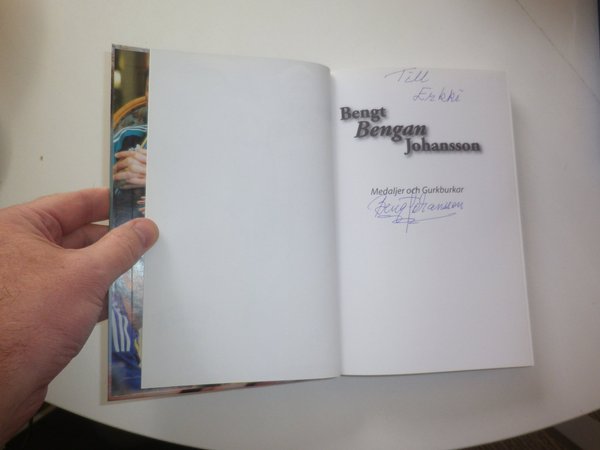 Till
Erkki
Bengt
Bengan
Johansson
Medaljer och Gurkburkar
Bengt Johansson